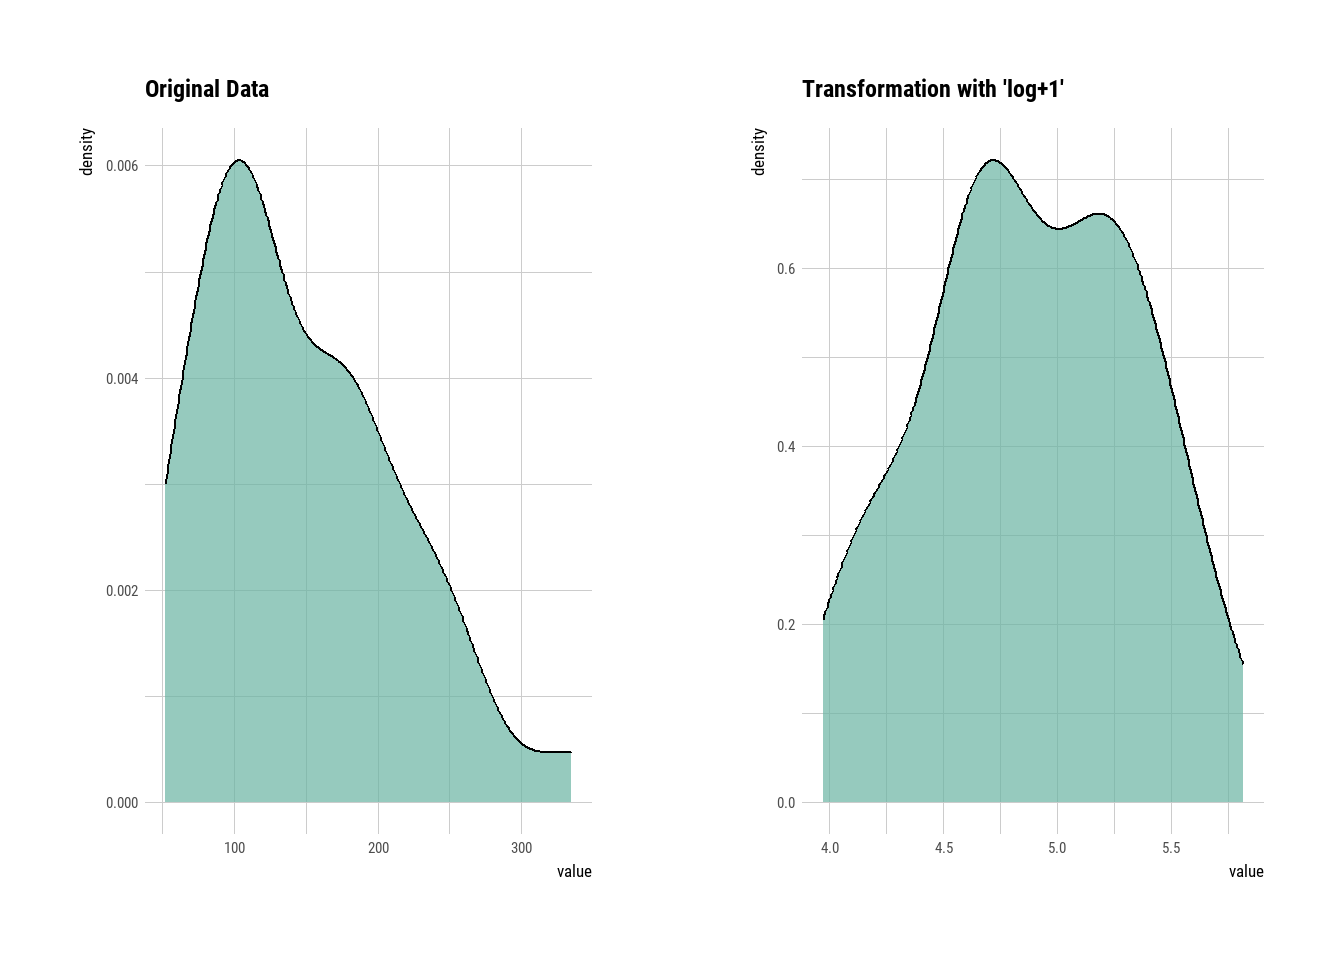 Original Data
density
0.006
0.004
0.002
0.000
100 200 300
value
Transformation with 'log+1'
density
0.6
0.4
0.2
0.0
4.0 4.5 5.0 5.5
value